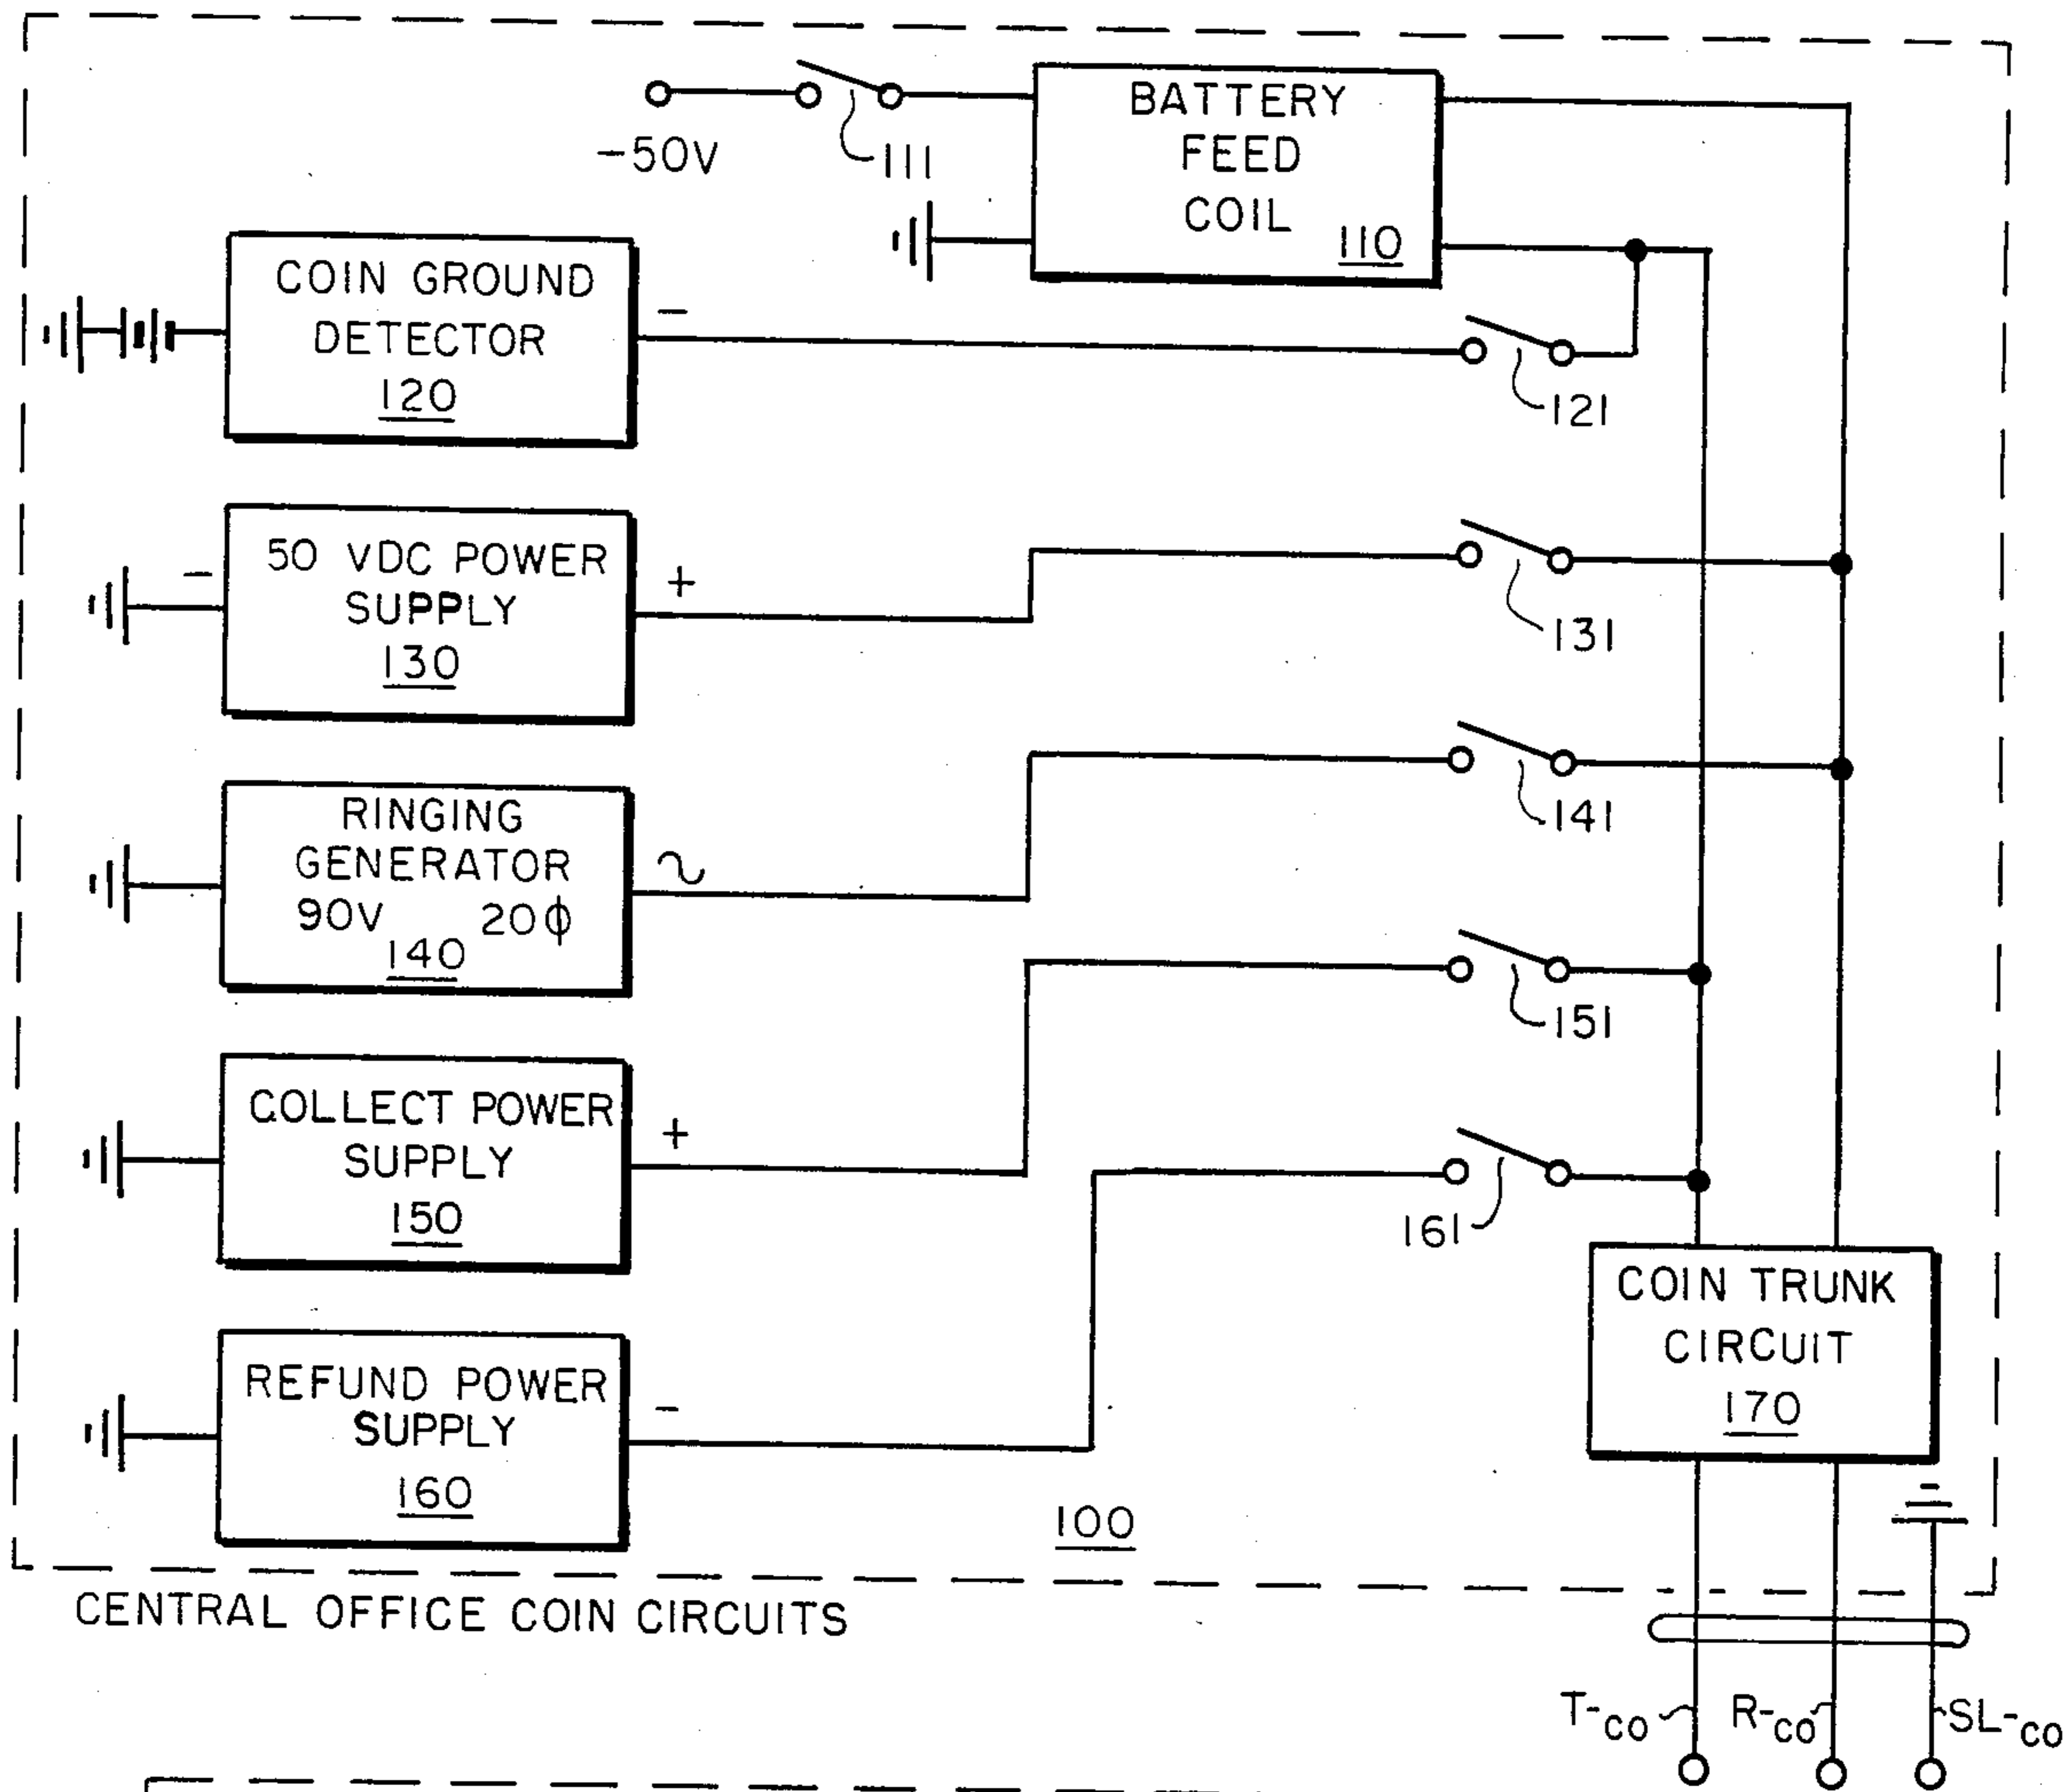 BATTERY
FEED
COIL 110
-50V
111
COIN GROUND
DETECTOR
120
-
121
50 VDC POWER
SUPPLY
130
-
+
131
RINGING
GENERATOR
90V 20ϕ
140
141
COLLECT POWER
SUPPLY
150
+
151
REFUND POWER
SUPPLY
160
-
161
COIN TRUNK
CIRCUIT
170
100
CENTRAL OFFICE COIN CIRCUITS
T-CO
R-CO
SL-CO